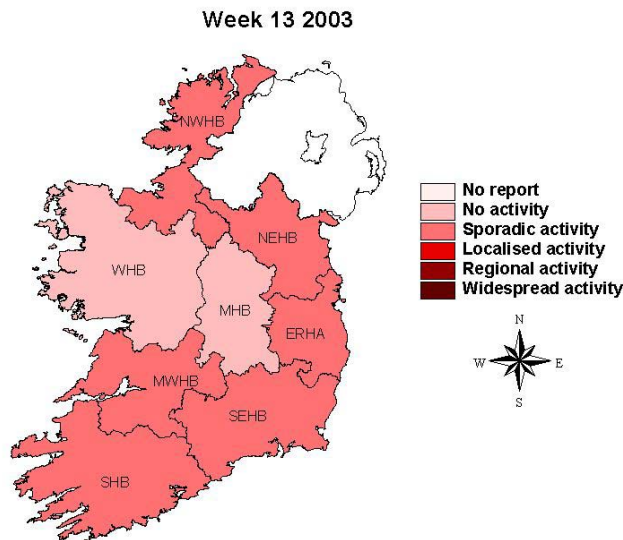 Week 13 2003
NWHB
NEHB
WHB
MHB
ERHA
MWHB
SEHB
SHB
No report
No activity
Sporadic activity
Localised activity
Regional activity
Widespread activity
N
W E
S